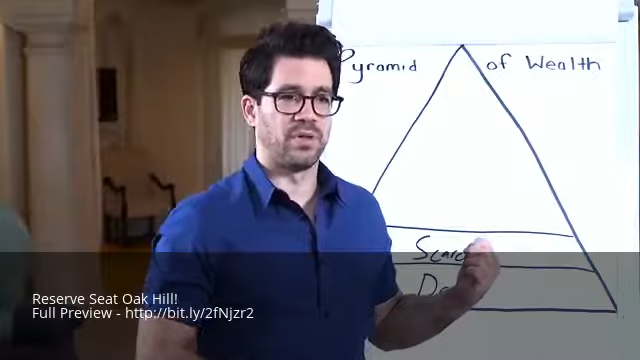 Pyramid of Wealth
Reserve Seat Oak Hill!
Full Preview - http://bit.ly/2fNjzr2